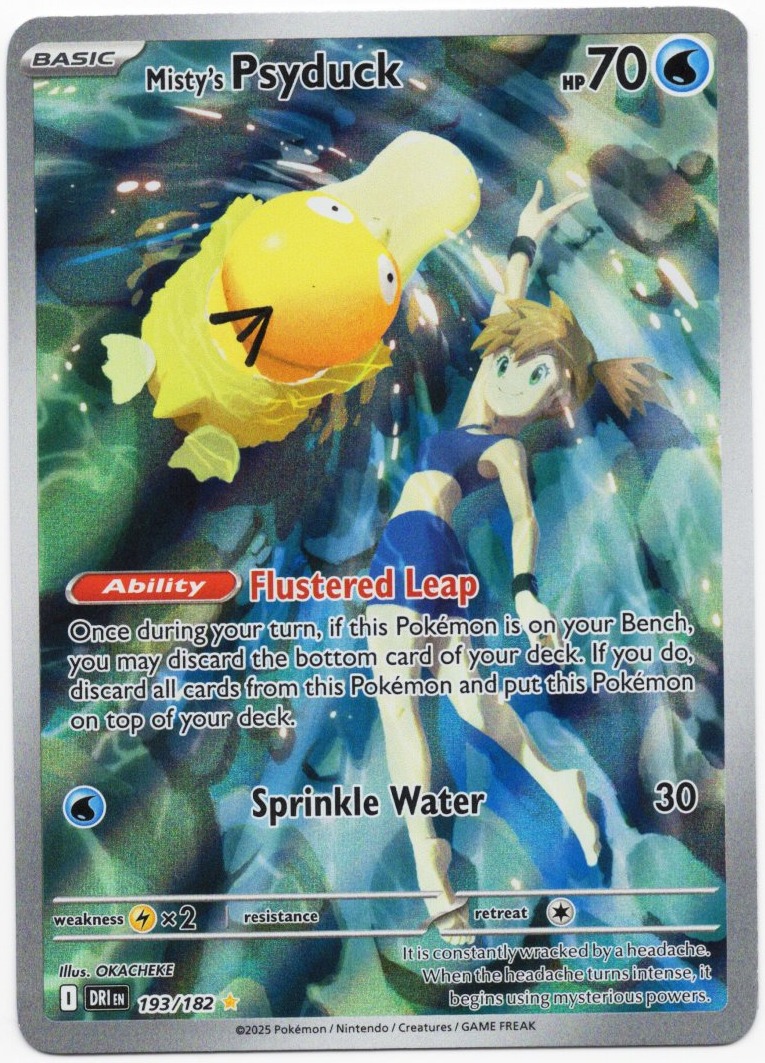 BASIC
Misty's Psyduck HP 70
Ability Flustered Leap
Once during your turn, if this Pokémon is on your Bench,
you may discard the bottom card of your deck. If you do,
discard all cards from this Pokémon and put this Pokémon
on top of your deck.
Sprinkle Water 30
weakness ×2 resistance retreat
It is constantly wracked by a headache.
When the headache turns intense, it
begins using mysterious powers.
Illus. OKACHEKE
I DRI EN 193/182
©2025 Pokémon / Nintendo / Creatures / GAME FREAK